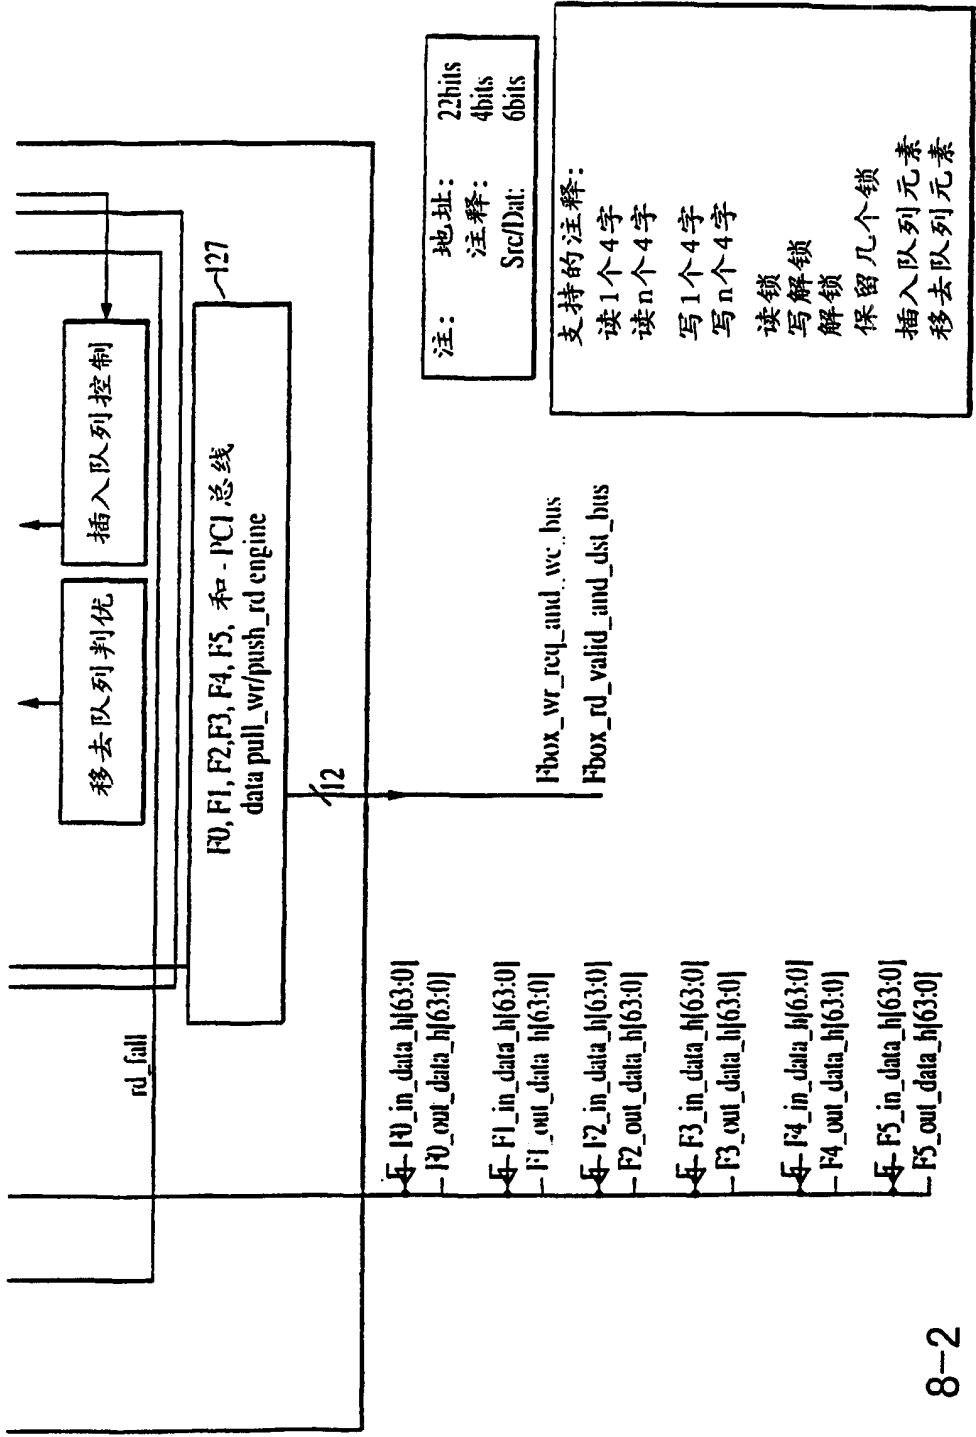 移去队列判优
插入队列控制
rd_fall
127
F0, F1, F2,F3, F4, F5, 和 - PCI 总线
data pull_wr/push_rd engine
12
F0_in_data_h[63:0]
F0_out_data_h[63:0]
F1_in_data_h[63:0]
F1_out_data h[63:0]
F2_in_data_h[63:0]
F2_out_data_h[63:0]
F3_in_data_h[63:0]
F3_out_data_h[63:0]
F4_in_data_h[63:0]
F4_out_data_h[63:0]
F5_in_data_h[63:0]
F5_out_data_h[63:0]
Fbox_wr_req_and_wc_bus
Fbox_rd_valid_and_dst_bus
注: 地址: 22bits
注释: 4bits
Src/Dat: 6bits
支持的注释:
读1个4字
读n个4字
写1个4字
写n个4字
读锁
写解锁
解锁
保留几个锁
插入队列元素
移去队列元素
8-2